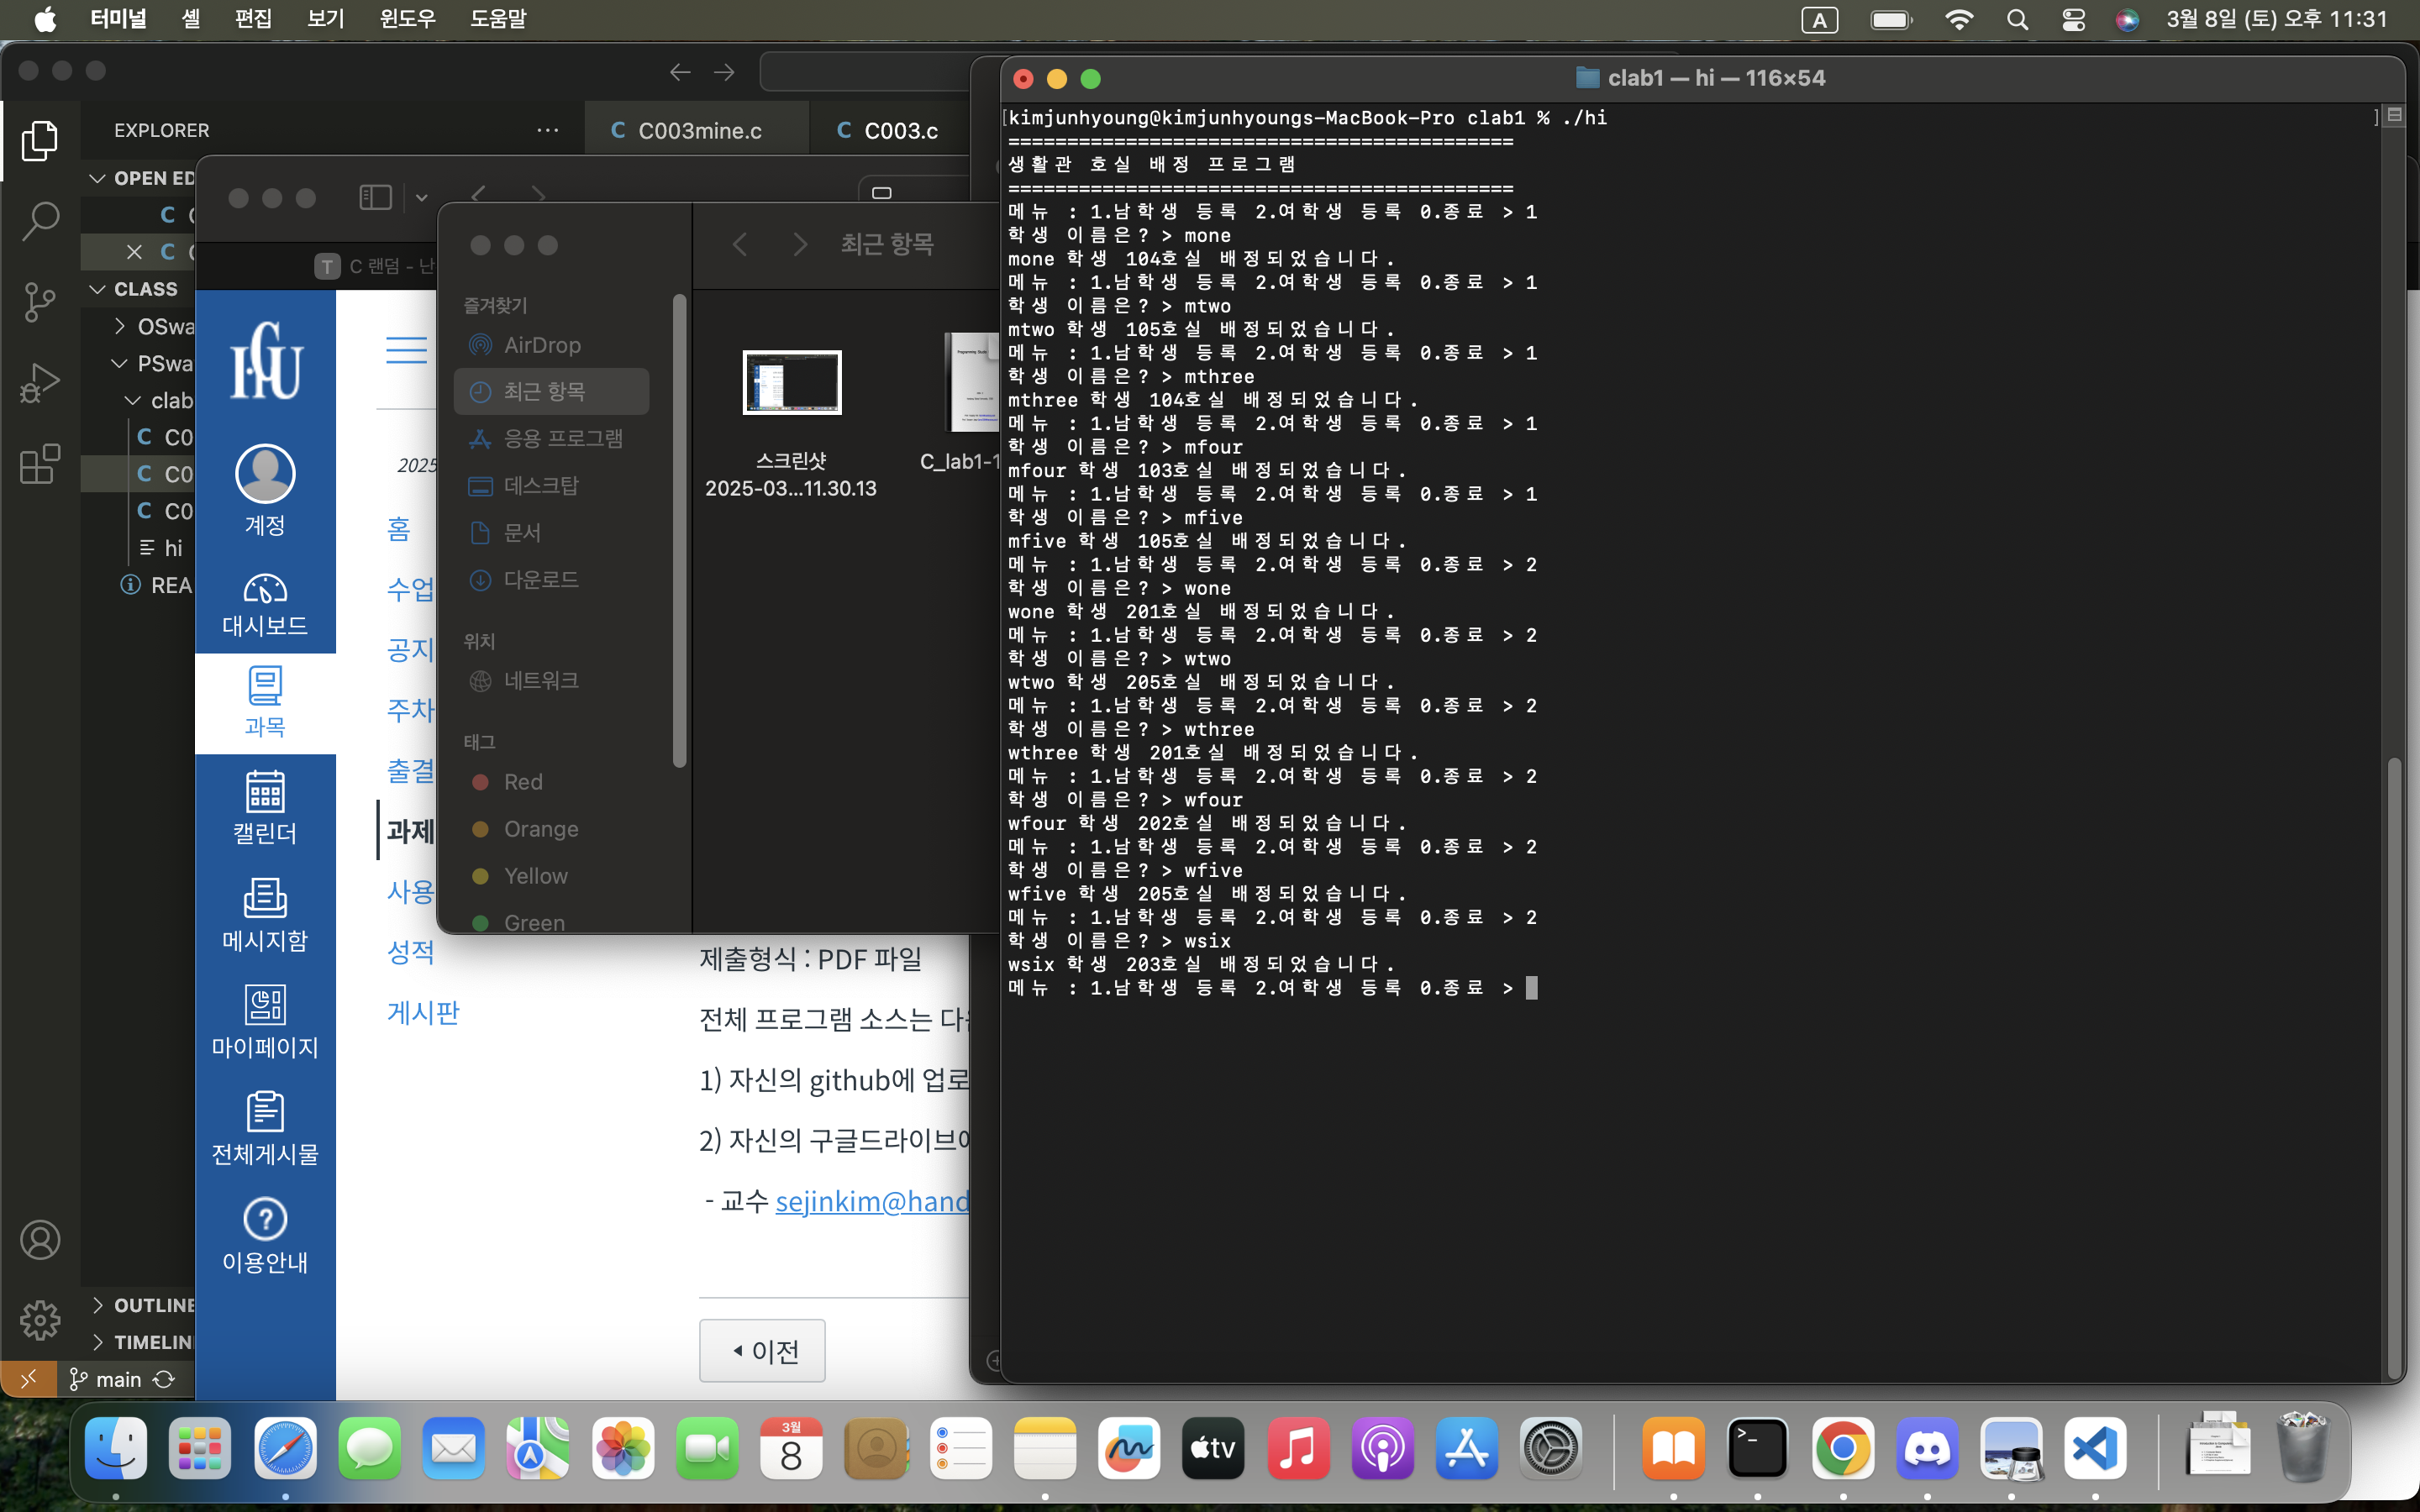 터미널 셸 편집 보기 윈도우 도움말
A 3월 8일 (토) 오후 11:31
EXPLORER
C C003mine.c C C003.c
OPEN ED
C
C
CLASS
OSwa
PSwa
clab
C C0
C C0
C C0
hi
REA
OUTLINE
TIMELIN
main
T C 랜덤 - 난
HGU
계정
대시보드
과목
캘린더
메시지함
마이페이지
전체게시물
이용안내
2025
홈
수업
공지
주차
출결
과제
사용
성적
게시판
최근 항목
즐겨찾기
AirDrop
최근 항목
응용 프로그램
데스크탑
문서
다운로드
위치
네트워크
태그
Red
Orange
Yellow
Green
스크린샷
2025-03...11.30.13
C_lab1-1
제출형식 : PDF 파일
전체 프로그램 소스는 다음
1) 자신의 github에 업로
2) 자신의 구글드라이브에
- 교수 sejinkim@hand
이전
clab1 — hi — 116×54
[kimjunhyoung@kimjunhyoungs-MacBook-Pro clab1 % ./hi ]
===========================================
생활관 호실 배정 프로그램
===========================================
메뉴 : 1.남학생 등록 2.여학생 등록 0.종료 > 1
학생 이름은? > mone
mone 학생 104호실 배정되었습니다.
메뉴 : 1.남학생 등록 2.여학생 등록 0.종료 > 1
학생 이름은? > mtwo
mtwo 학생 105호실 배정되었습니다.
메뉴 : 1.남학생 등록 2.여학생 등록 0.종료 > 1
학생 이름은? > mthree
mthree 학생 104호실 배정되었습니다.
메뉴 : 1.남학생 등록 2.여학생 등록 0.종료 > 1
학생 이름은? > mfour
mfour 학생 103호실 배정되었습니다.
메뉴 : 1.남학생 등록 2.여학생 등록 0.종료 > 1
학생 이름은? > mfive
mfive 학생 105호실 배정되었습니다.
메뉴 : 1.남학생 등록 2.여학생 등록 0.종료 > 2
학생 이름은? > wone
wone 학생 201호실 배정되었습니다.
메뉴 : 1.남학생 등록 2.여학생 등록 0.종료 > 2
학생 이름은? > wtwo
wtwo 학생 205호실 배정되었습니다.
메뉴 : 1.남학생 등록 2.여학생 등록 0.종료 > 2
학생 이름은? > wthree
wthree 학생 201호실 배정되었습니다.
메뉴 : 1.남학생 등록 2.여학생 등록 0.종료 > 2
학생 이름은? > wfour
wfour 학생 202호실 배정되었습니다.
메뉴 : 1.남학생 등록 2.여학생 등록 0.종료 > 2
학생 이름은? > wfive
wfive 학생 205호실 배정되었습니다.
메뉴 : 1.남학생 등록 2.여학생 등록 0.종료 > 2
학생 이름은? > wsix
wsix 학생 203호실 배정되었습니다.
메뉴 : 1.남학생 등록 2.여학생 등록 0.종료 >
3월
8
tv
>_